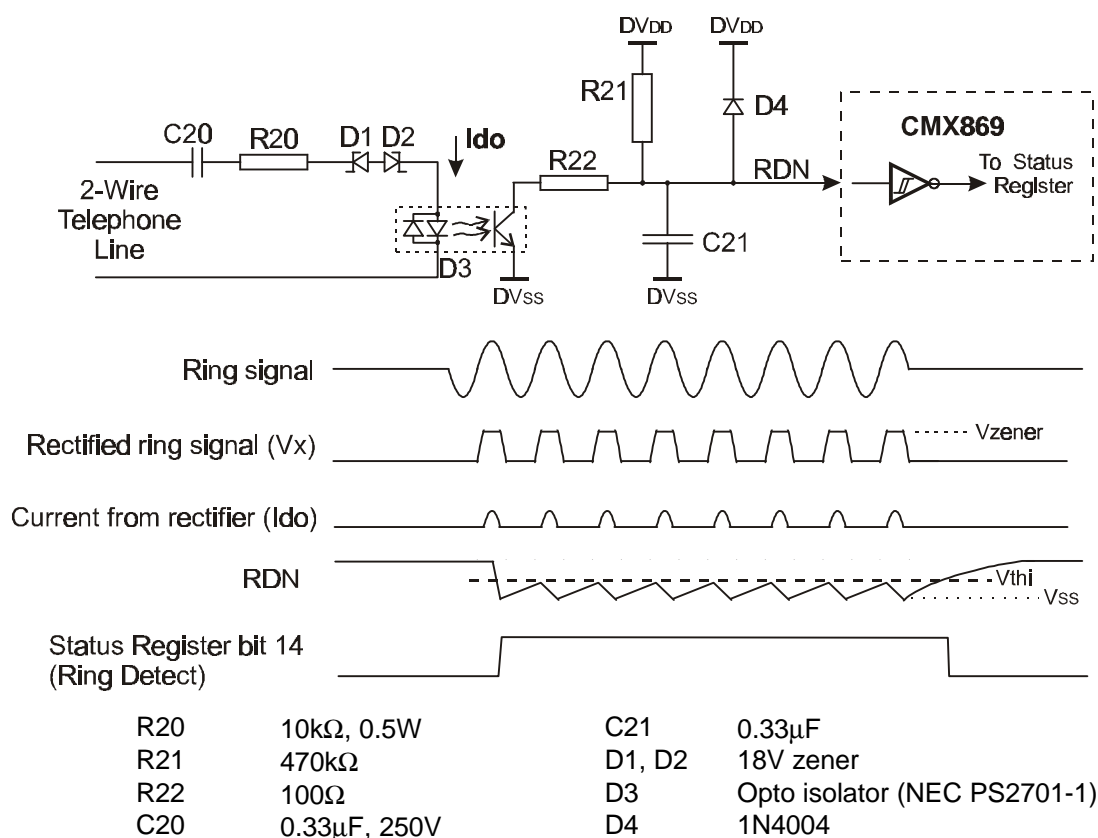 DVDD DVDD
R21
D4
CMX869
C20
R20
D1 D2
Ido
R22
RDN
To Status
Register
2-Wire
Telephone
Line
C21
D3
DVss
DVss
Ring signal
Rectified ring signal (Vx)
Vzener
Current from rectifier (Ido)
RDN
Vthi
Vss
Status Register bit 14
(Ring Detect)
R20 10kΩ, 0.5W C21 0.33μF
R21 470kΩ D1, D2 18V zener
R22 100Ω D3 Opto isolator (NEC PS2701-1)
C20 0.33μF, 250V D4 1N4004